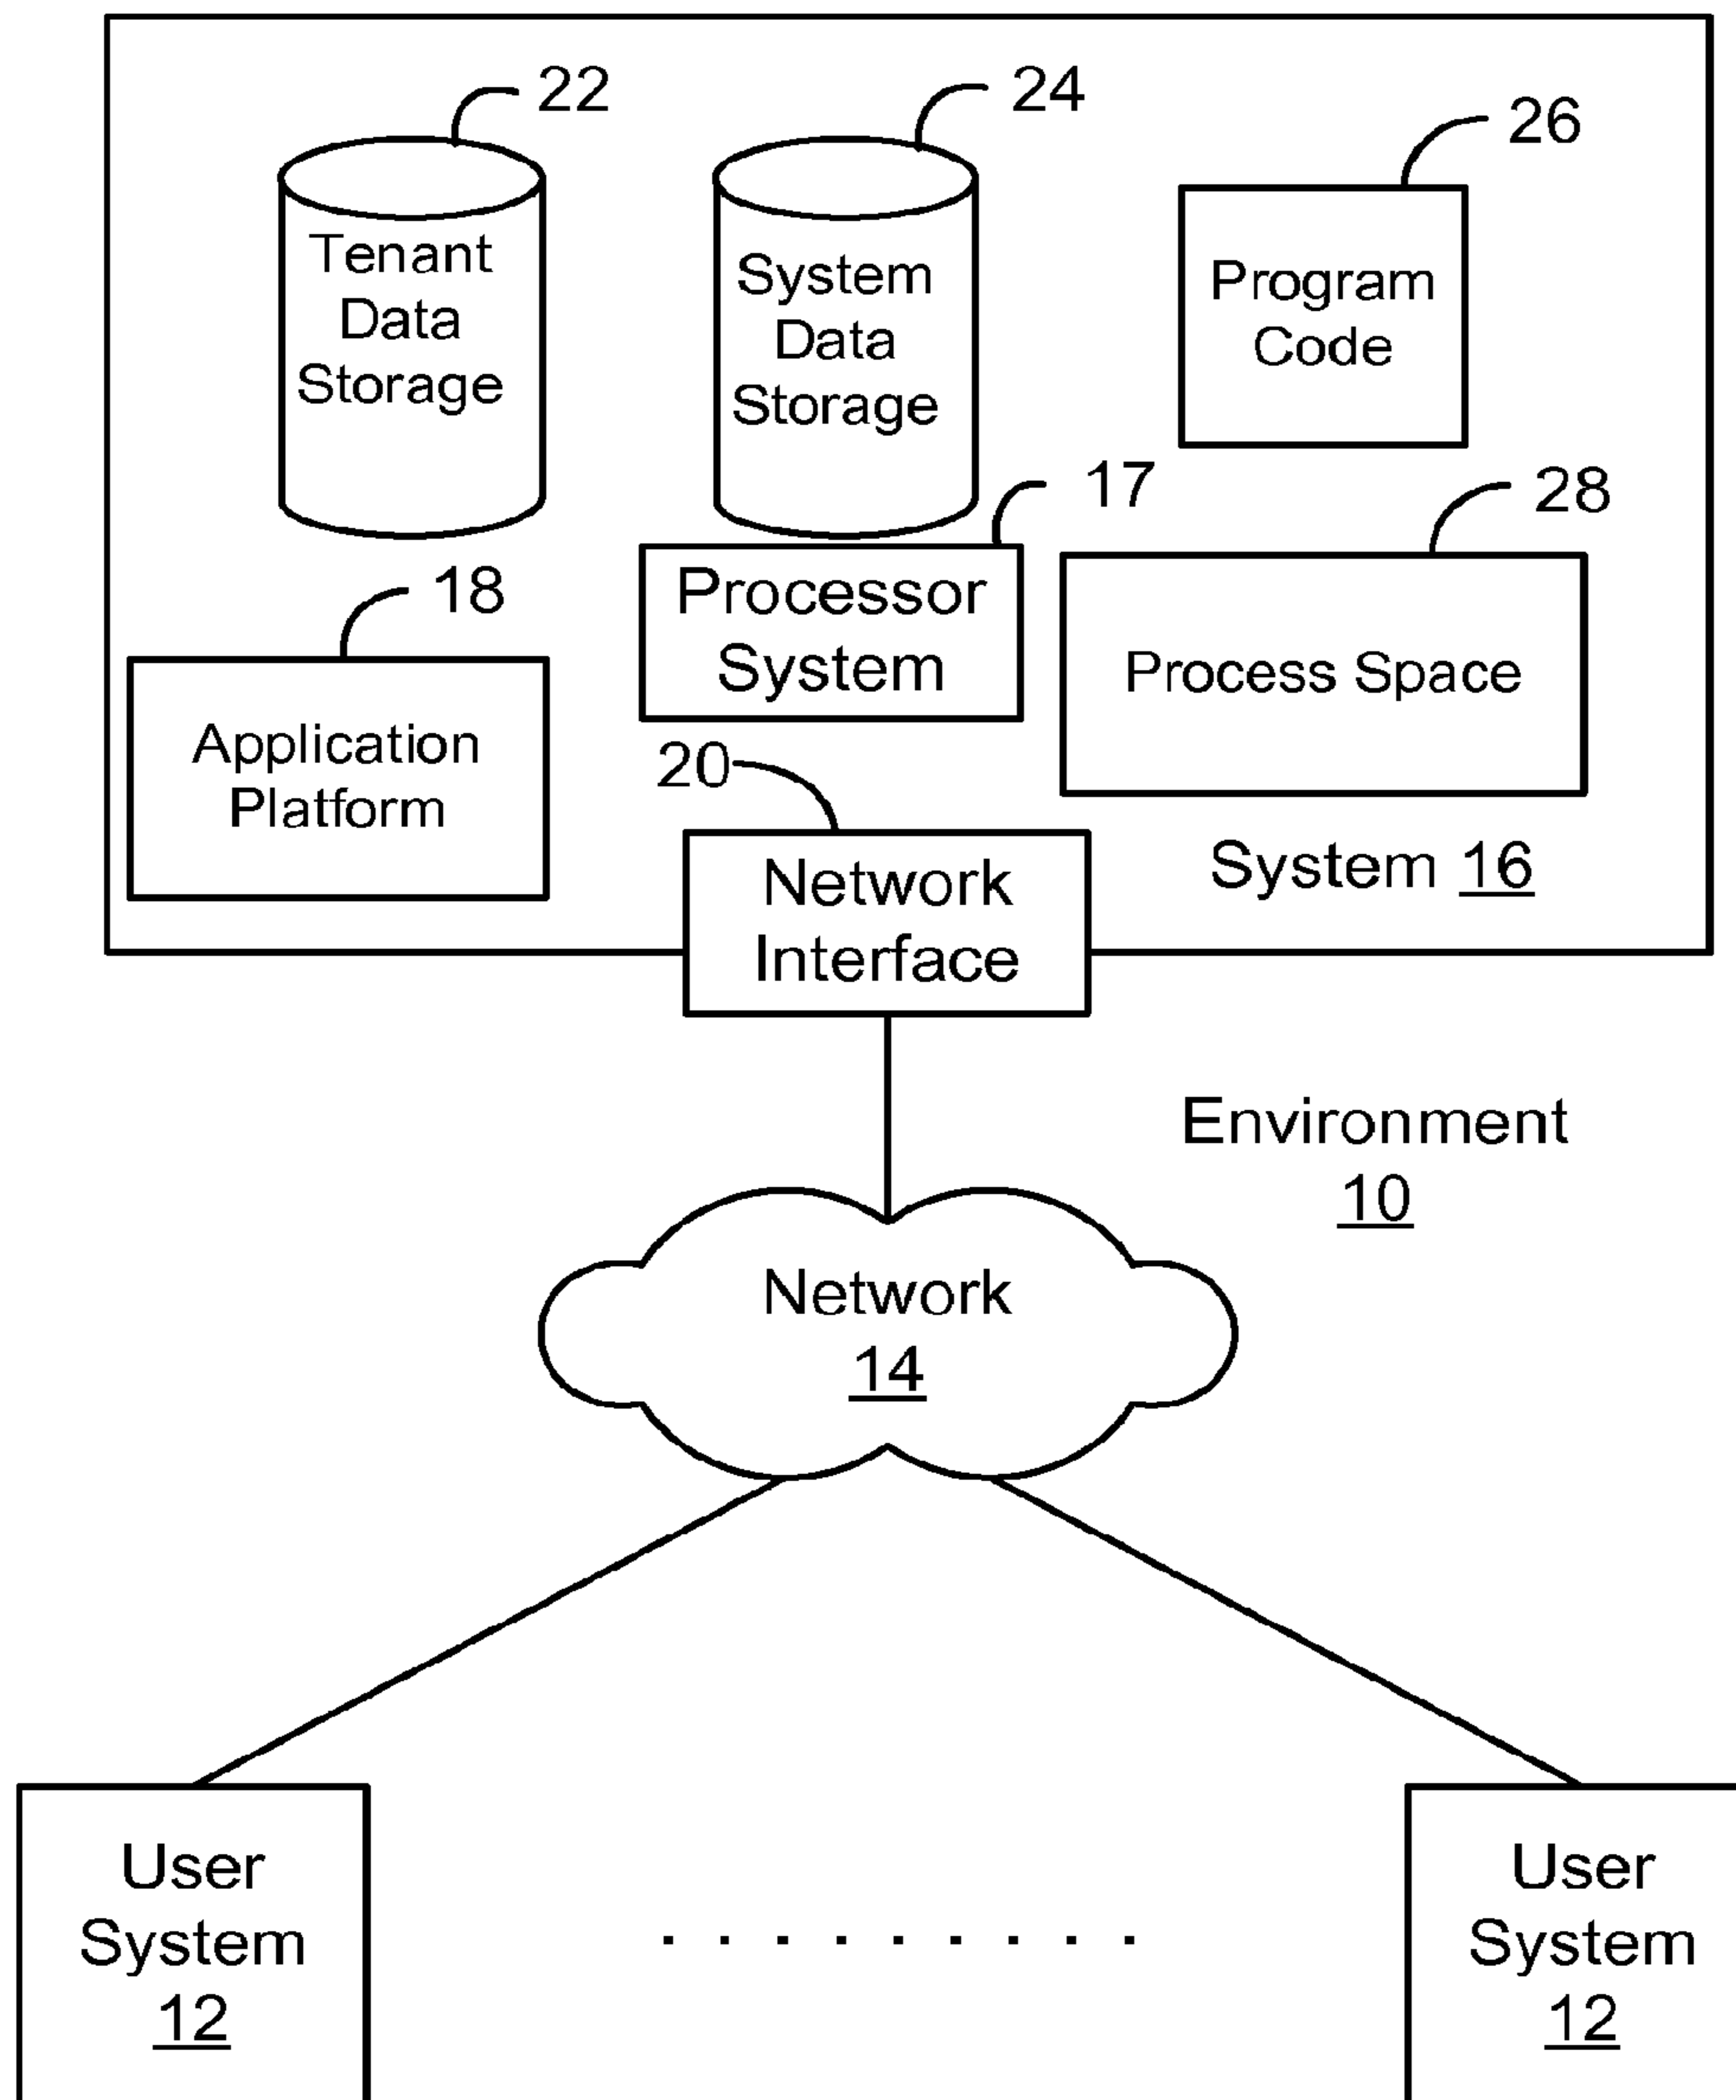 22
24
26
Tenant
Data
Storage
System
Data
Storage
Program
Code
17
28
18
Processor
System
Process Space
Application
Platform
20
System 16
Network
Interface
Environment
10
Network
14
User
System
12
. . . . . . . . .
User
System
12